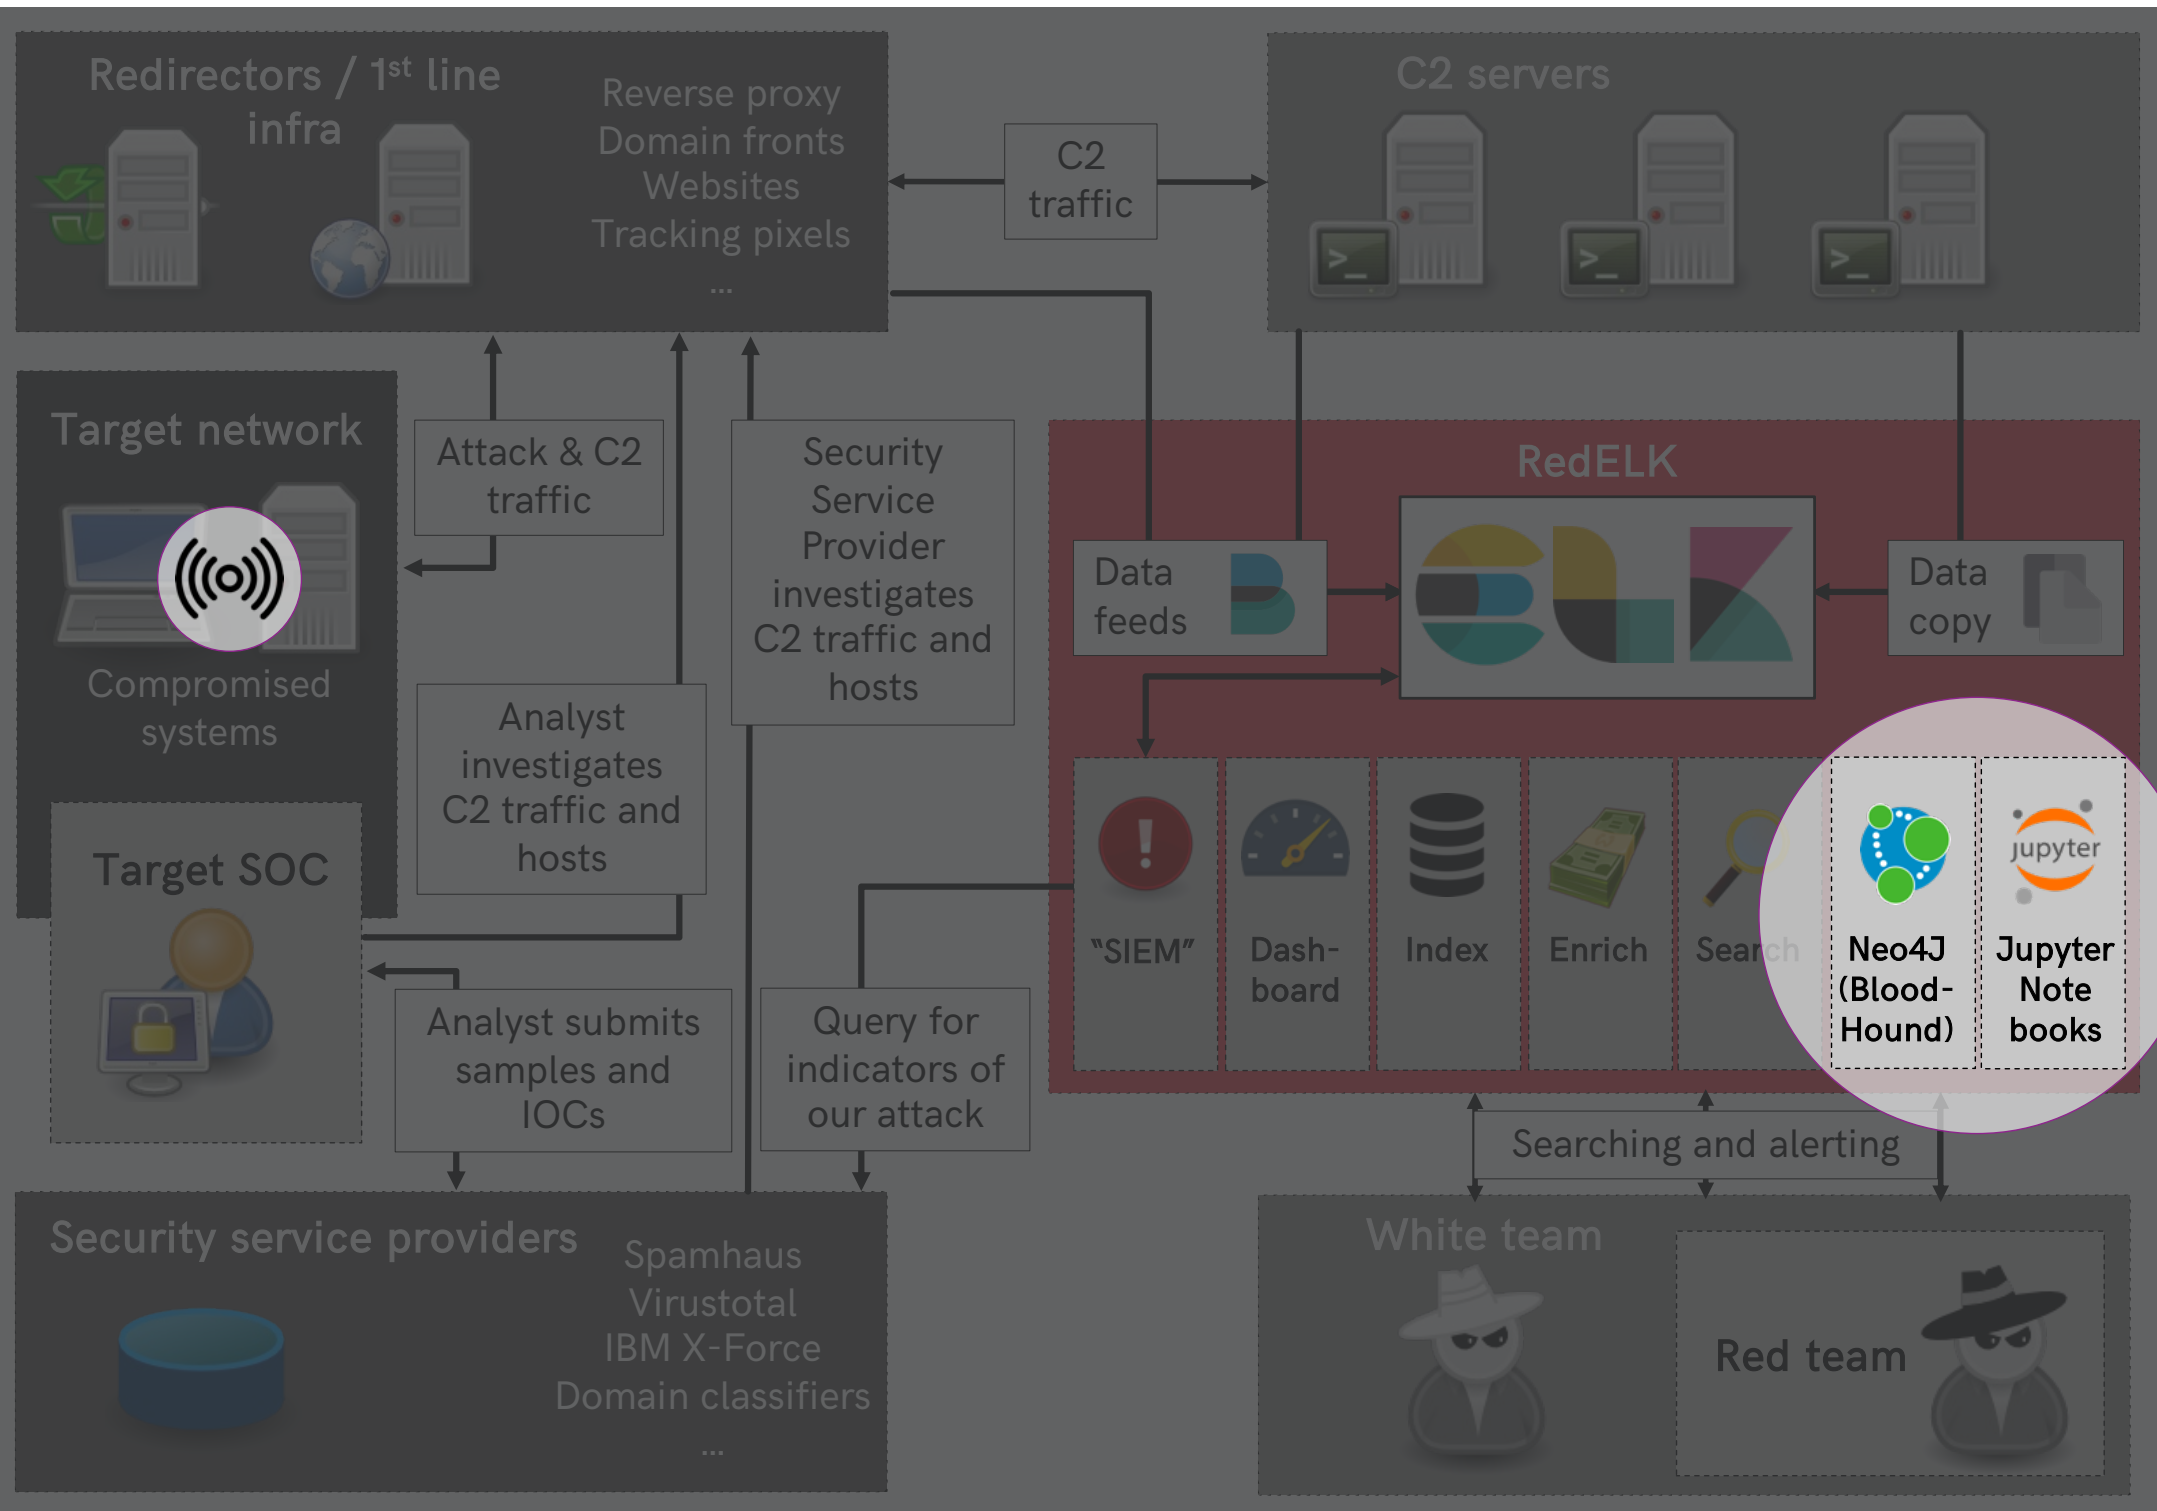 Redirectors / 1st line
infra
Reverse proxy
Domain fronts
Websites
Tracking pixels
...
C2
traffic
C2 servers
>_
>_
>_
Target network
Compromised
systems
Attack & C2
traffic
Security
Service
Provider
investigates
C2 traffic and
hosts
Analyst
investigates
C2 traffic and
hosts
Target SOC
Analyst submits
samples and
IOCs
Query for
indicators of
our attack
RedELK
Data
feeds
Data
copy
"SIEM"
Dash-
board
Index
Enrich
Search
Neo4J
(Blood-
Hound)
jupyter
Jupyter
Note
books
Searching and alerting
Security service providers
Spamhaus
Virustotal
IBM X-Force
Domain classifiers
...
White team
Red team